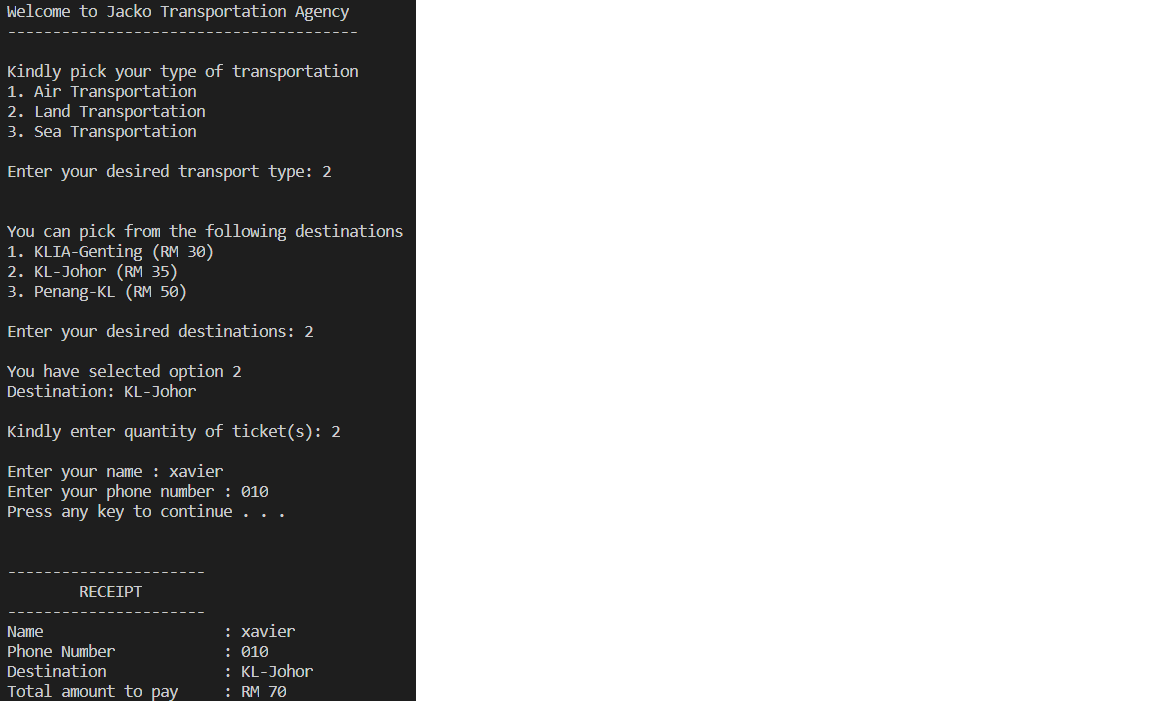 Welcome to Jacko Transportation Agency
---------------------------------------
Kindly pick your type of transportation
1. Air Transportation
2. Land Transportation
3. Sea Transportation
Enter your desired transport type: 2
You can pick from the following destinations
1. KLIA-Genting (RM 30)
2. KL-Johor (RM 35)
3. Penang-KL (RM 50)
Enter your desired destinations: 2
You have selected option 2
Destination: KL-Johor
Kindly enter quantity of ticket(s): 2
Enter your name : xavier
Enter your phone number : 010
Press any key to continue . . .
----------------------
        RECEIPT
----------------------
Name                    : xavier
Phone Number            : 010
Destination             : KL-Johor
Total amount to pay     : RM 70